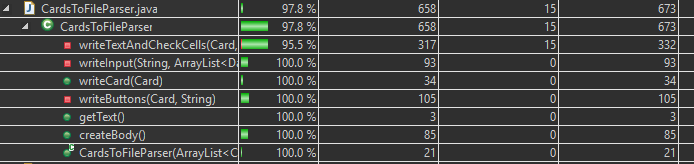 CardsToFileParser.java 97.8 % 658 15 673
CardsToFileParser 97.8 % 658 15 673
writeTextAndCheckCells(Card, 95.5 % 317 15 332
writeInput(String, ArrayList<Da 100.0 % 93 0 93
writeCard(Card) 100.0 % 34 0 34
writeButtons(Card, String) 100.0 % 105 0 105
getText() 100.0 % 3 0 3
createBody() 100.0 % 85 0 85
CardsToFileParser(ArrayList<C 100.0 % 21 0 21